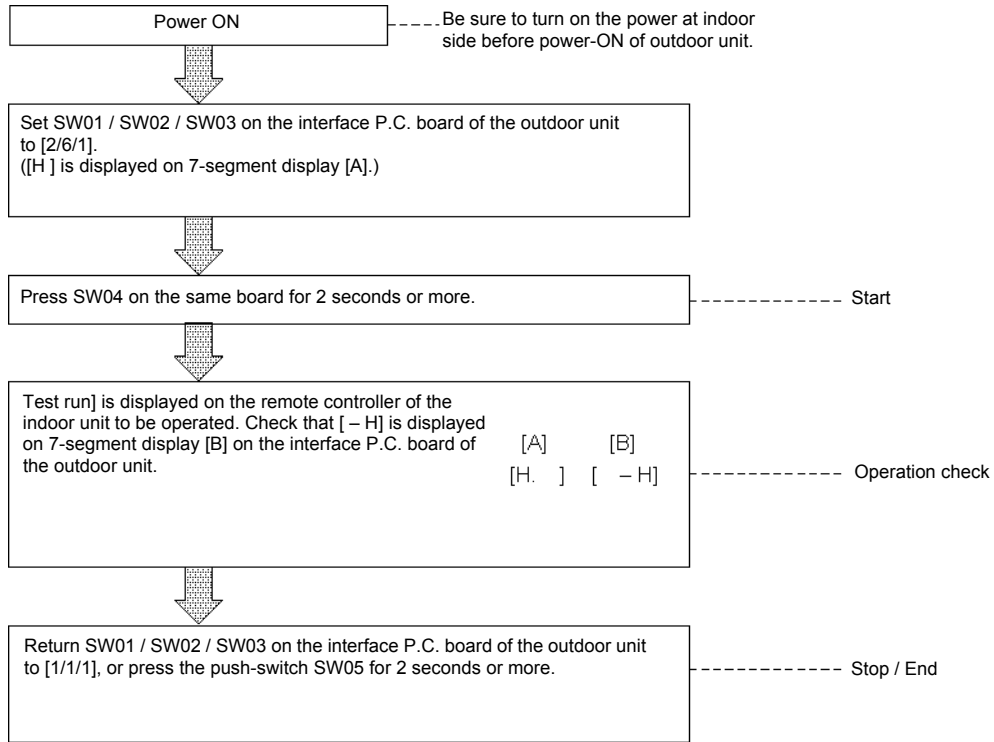 Power ON
Be sure to turn on the power at indoor
side before power-ON of outdoor unit.
Set SW01 / SW02 / SW03 on the interface P.C. board of the outdoor unit
to [2/6/1].
([H ] is displayed on 7-segment display [A].)
Press SW04 on the same board for 2 seconds or more.
Start
Test run] is displayed on the remote controller of the
indoor unit to be operated. Check that [ – H] is displayed
on 7-segment display [B] on the interface P.C. board of
the outdoor unit.
[A] [B]
[H. ] [ – H]
Operation check
Return SW01 / SW02 / SW03 on the interface P.C. board of the outdoor unit
to [1/1/1], or press the push-switch SW05 for 2 seconds or more.
Stop / End